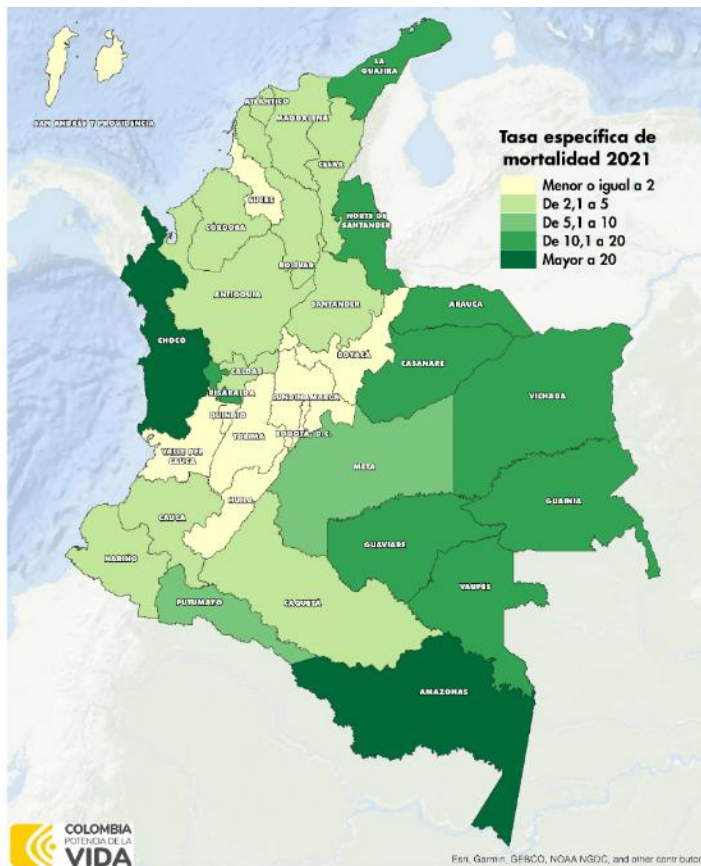 LA
GUAJIRA
ATLÁNTICO
MAGDALENA
SAN ANDRÉS Y PROVIDENCIA
CESAR
Tasa específica de
mortalidad 2021
Menor o igual a 2
De 2,1 a 5
De 5,1 a 10
De 10,1 a 20
Mayor a 20
SUCRE
NORTE DE
SANTANDER
CÓRDOBA
BOLÍVAR
ANTIOQUIA
SANTANDER
ARAUCA
CHOCÓ
BOYACÁ
CASANARE
CALDAS
RISARALDA
CUNDINAMARCA
VICHADA
QUINDÍO
TOLIMA
BOGOTÁ, D.C.
VALLE DEL
CAUCA
META
HUILA
GUAINÍA
CAUCA
GUAVIARE
NARIÑO
VAUPÉS
PUTUMAYO
CAQUETÁ
AMAZONAS
COLOMBIA
POTENCIA DE LA
VIDA
Esri, Garmin, GEBCO, NOAA NGDC, and other contributor